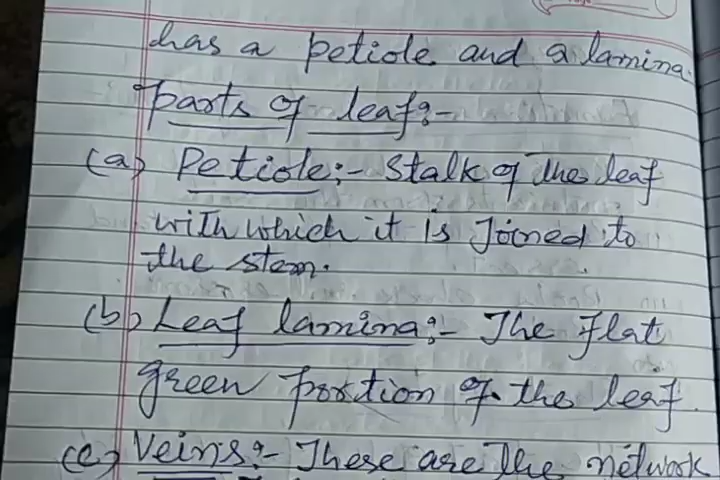 has a petiole and a lamina.
Parts of leaf:-
(a) Petiole:- Stalk of the leaf
with which it is Joined to
the stem.
(b) Leaf lamina:- The flat
green portion of the leaf.
(c) Veins:- These are the network